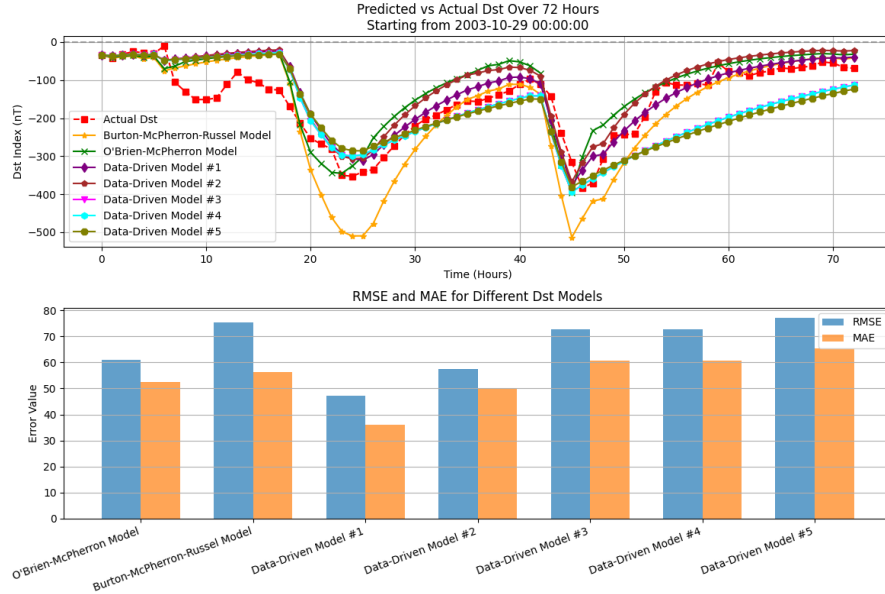 Predicted vs Actual Dst Over 72 Hours
Starting from 2003-10-29 00:00:00
0
−100
−200
−300
−400
−500
Dst Index (nT)
Actual Dst
Burton-McPherron-Russel Model
O'Brien-McPherron Model
Data-Driven Model #1
Data-Driven Model #2
Data-Driven Model #3
Data-Driven Model #4
Data-Driven Model #5
0 10 20 30 40 50 60 70
Time (Hours)
RMSE and MAE for Different Dst Models
80
70
60
50
40
30
20
10
0
Error Value
RMSE
MAE
O'Brien-McPherron Model
Burton-McPherron-Russel Model
Data-Driven Model #1
Data-Driven Model #2
Data-Driven Model #3
Data-Driven Model #4
Data-Driven Model #5